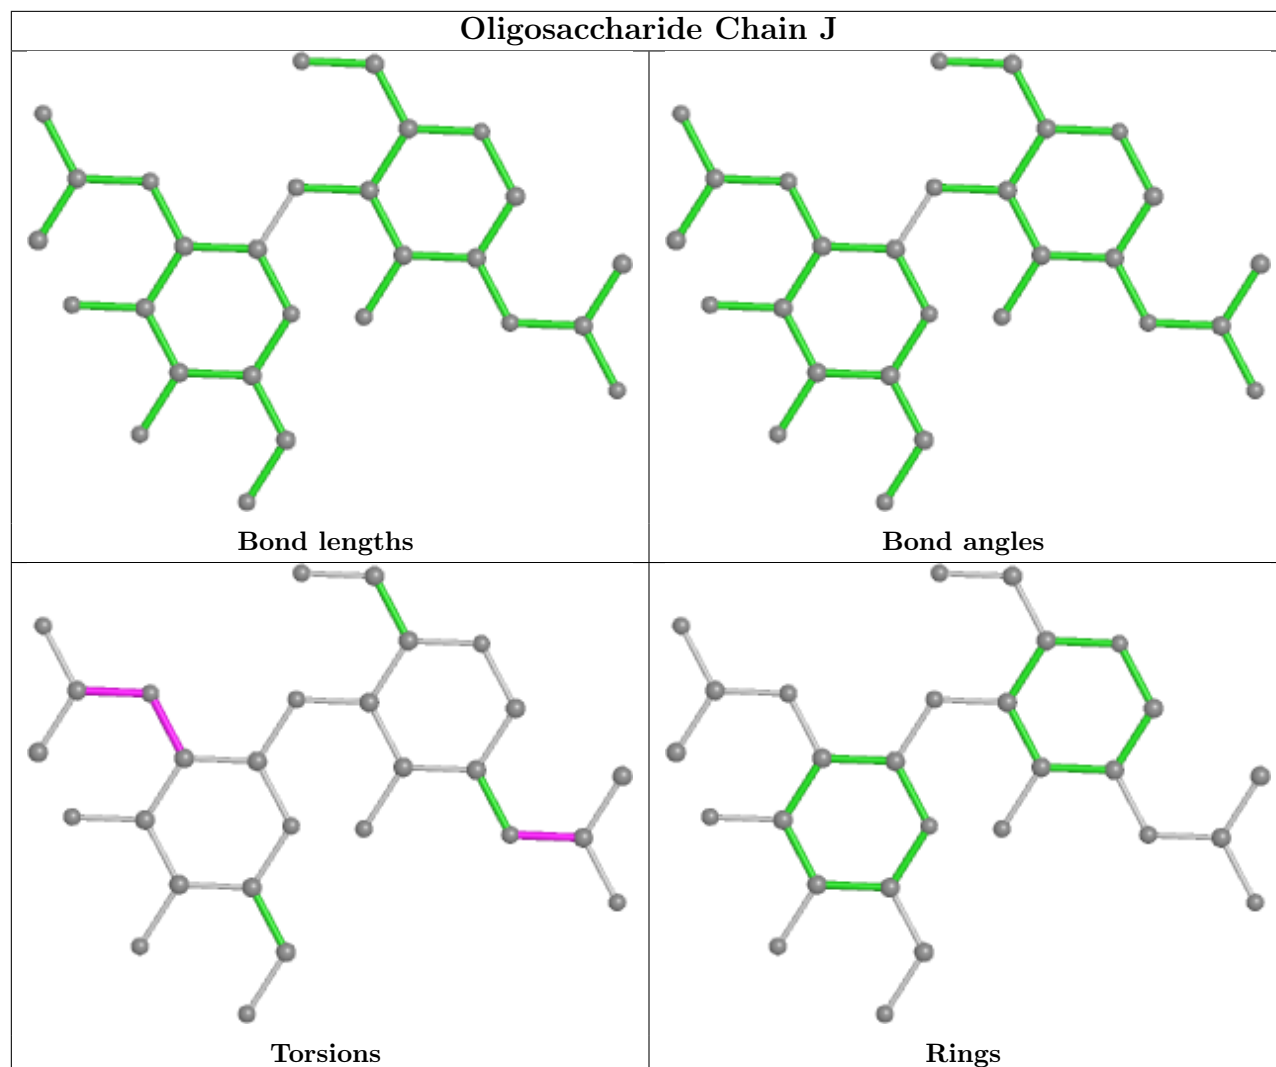 Oligosaccharide Chain J
Bond lengths
Bond angles
Torsions
Rings